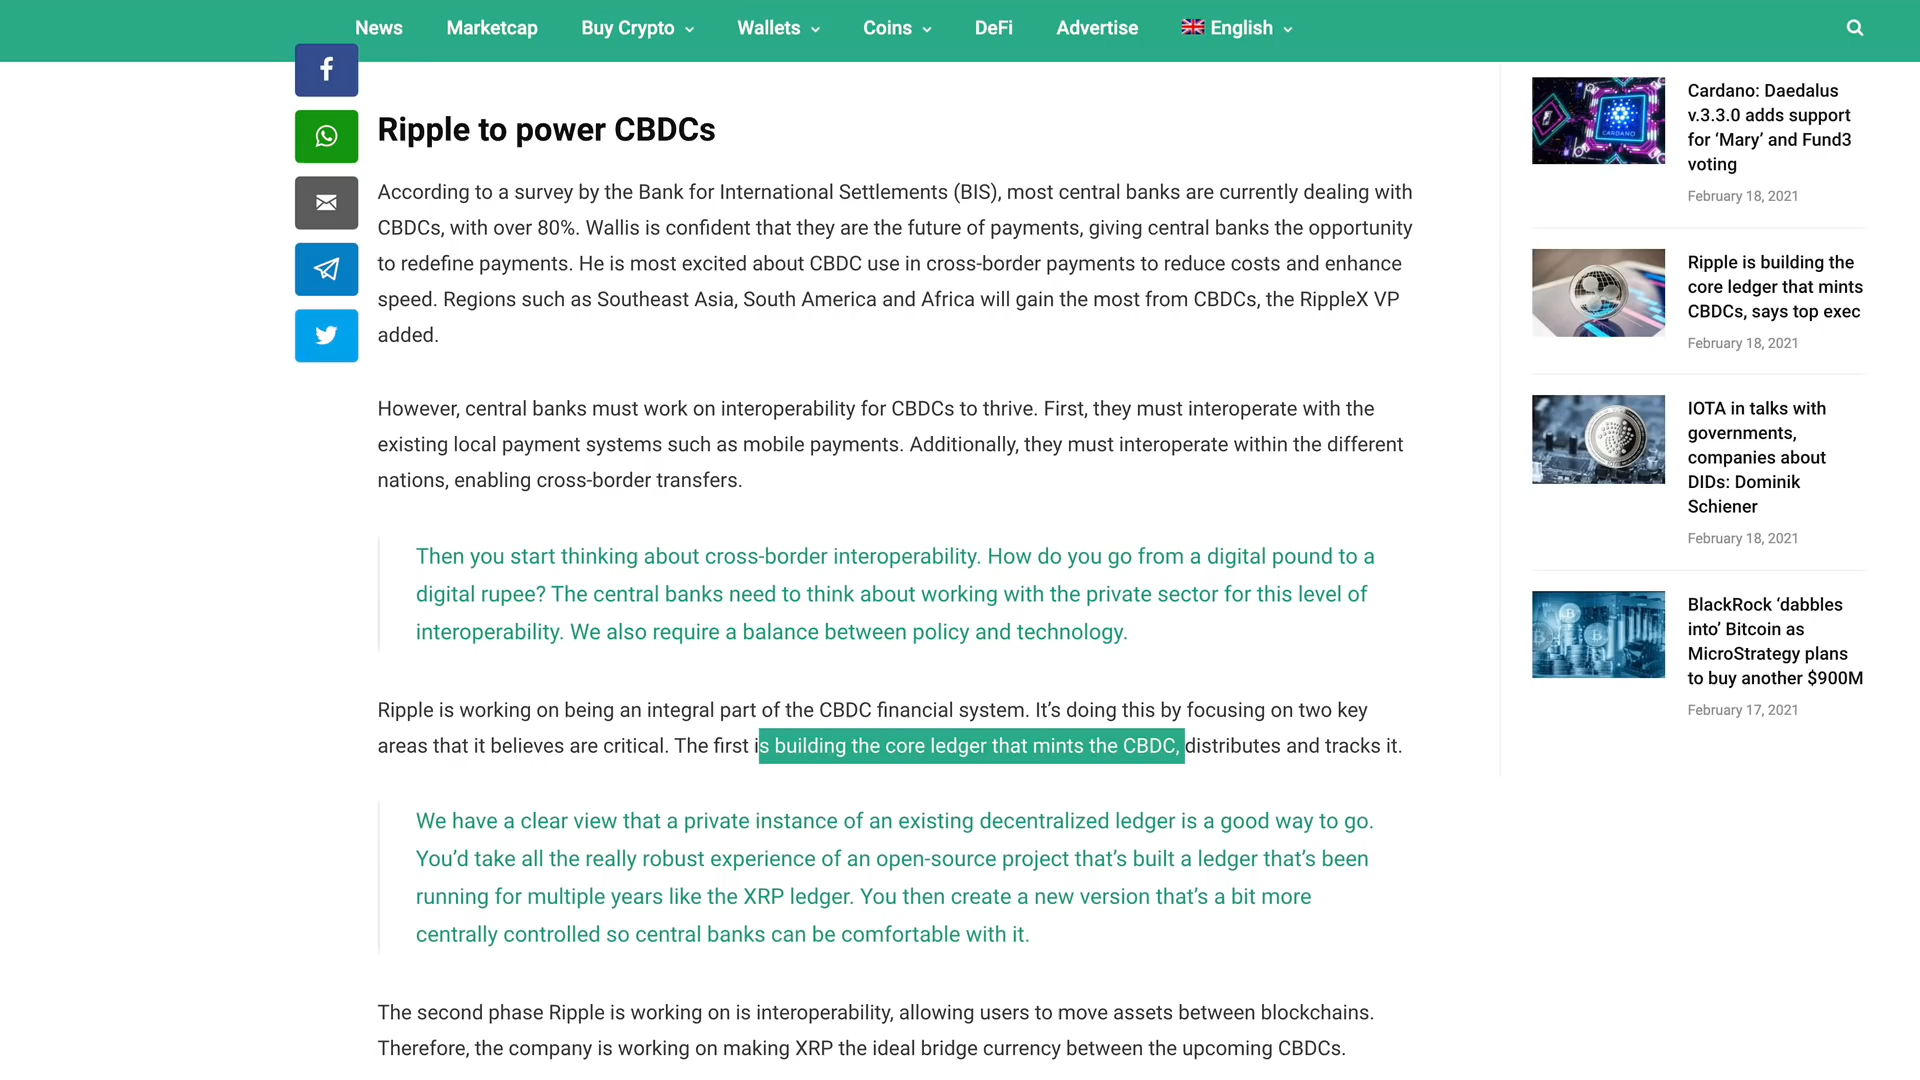 News Marketcap Buy Crypto Wallets Coins DeFi Advertise English
Ripple to power CBDCs
According to a survey by the Bank for International Settlements (BIS), most central banks are currently dealing with
CBDCs, with over 80%. Wallis is confident that they are the future of payments, giving central banks the opportunity
to redefine payments. He is most excited about CBDC use in cross-border payments to reduce costs and enhance
speed. Regions such as Southeast Asia, South America and Africa will gain the most from CBDCs, the RippleX VP
added.
However, central banks must work on interoperability for CBDCs to thrive. First, they must interoperate with the
existing local payment systems such as mobile payments. Additionally, they must interoperate within the different
nations, enabling cross-border transfers.
Then you start thinking about cross-border interoperability. How do you go from a digital pound to a
digital rupee? The central banks need to think about working with the private sector for this level of
interoperability. We also require a balance between policy and technology.
Ripple is working on being an integral part of the CBDC financial system. It’s doing this by focusing on two key
areas that it believes are critical. The first is building the core ledger that mints the CBDC, distributes and tracks it.
We have a clear view that a private instance of an existing decentralized ledger is a good way to go.
You’d take all the really robust experience of an open-source project that’s built a ledger that’s been
running for multiple years like the XRP ledger. You then create a new version that’s a bit more
centrally controlled so central banks can be comfortable with it.
The second phase Ripple is working on is interoperability, allowing users to move assets between blockchains.
Therefore, the company is working on making XRP the ideal bridge currency between the upcoming CBDCs.
CARDANO
Cardano: Daedalus
v.3.3.0 adds support
for ‘Mary’ and Fund3
voting
February 18, 2021
Ripple is building the
core ledger that mints
CBDCs, says top exec
February 18, 2021
IOTA in talks with
governments,
companies about
DIDs: Dominik
Schiener
February 18, 2021
BlackRock ‘dabbles
into’ Bitcoin as
MicroStrategy plans
to buy another $900M
February 17, 2021